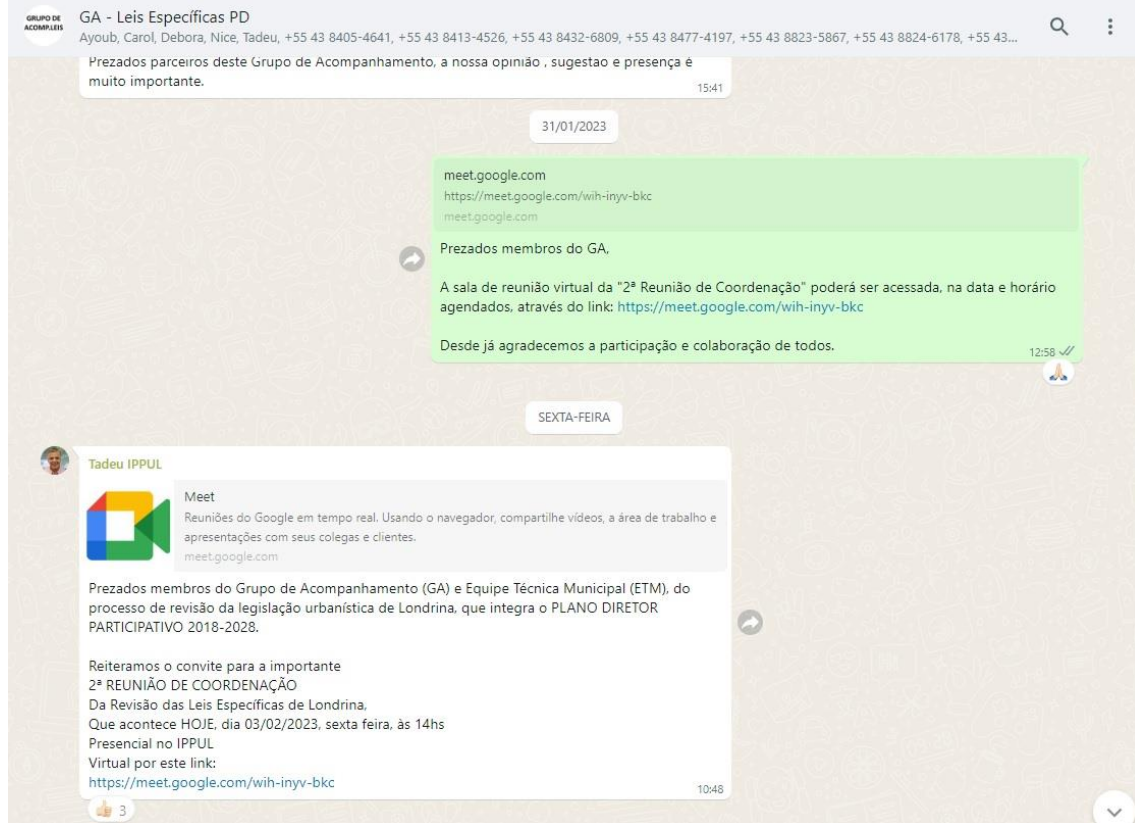 GRUPO DE
ACOMP.LEIS
GA - Leis Específicas PD
Ayoub, Carol, Debora, Nice, Tadeu, +55 43 8405-4641, +55 43 8413-4526, +55 43 8432-6809, +55 43 8477-4197, +55 43 8823-5867, +55 43 8824-6178, +55 43...
Prezados parceiros deste Grupo de Acompanhamento, a nossa opinião , sugestao e presença é
muito importante.
15:41
31/01/2023
meet.google.com
https://meet.google.com/wih-inyv-bkc
meet.google.com
Prezados membros do GA,
A sala de reunião virtual da "2ª Reunião de Coordenação" poderá ser acessada, na data e horário
agendados, através do link: https://meet.google.com/wih-inyv-bkc
Desde já agradecemos a participação e colaboração de todos.
12:58
SEXTA-FEIRA
Tadeu IPPUL
Meet
Reuniões do Google em tempo real. Usando o navegador, compartilhe vídeos, a área de trabalho e
apresentações com seus colegas e clientes.
meet.google.com
Prezados membros do Grupo de Acompanhamento (GA) e Equipe Técnica Municipal (ETM), do
processo de revisão da legislação urbanística de Londrina, que integra o PLANO DIRETOR
PARTICIPATIVO 2018-2028.
Reiteramos o convite para a importante
2ª REUNIÃO DE COORDENAÇÃO
Da Revisão das Leis Específicas de Londrina,
Que acontece HOJE, dia 03/02/2023, sexta feira, às 14hs
Presencial no IPPUL
Virtual por este link:
https://meet.google.com/wih-inyv-bkc
10:48
3